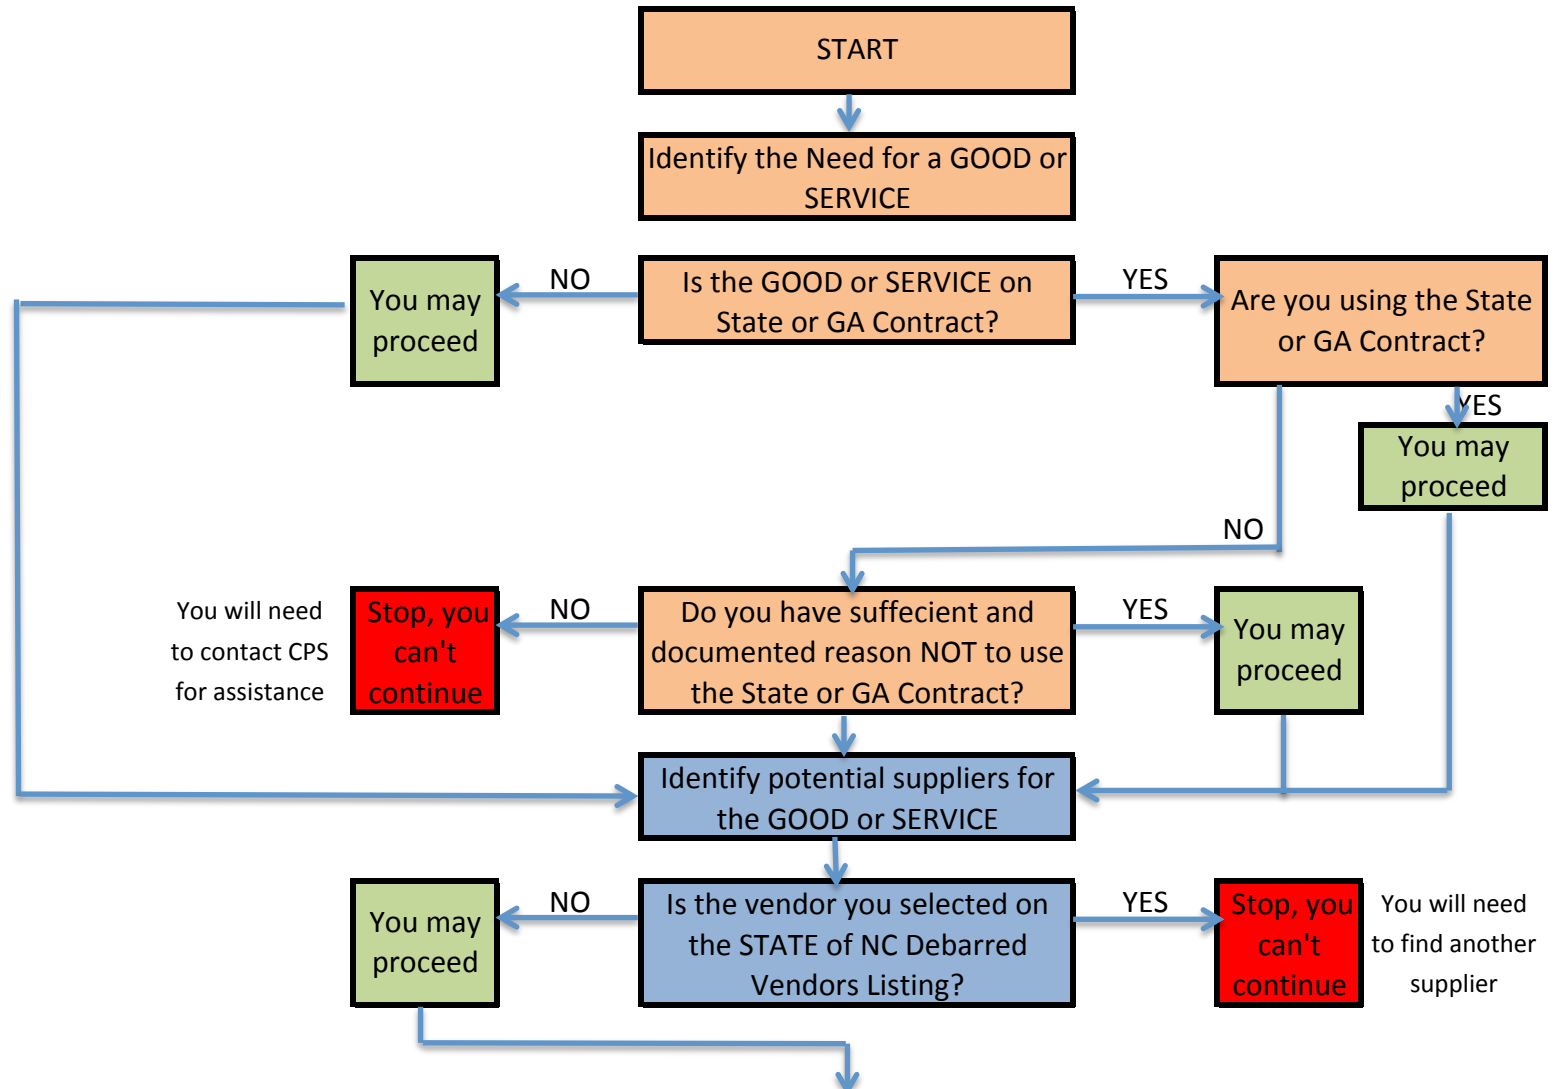 START
Identify the Need for a GOOD or
SERVICE
You may
proceed
NO
Is the GOOD or SERVICE on
State or GA Contract?
YES
Are you using the State
or GA Contract?
YES
You may
proceed
NO
You will need
to contact CPS
for assistance
Stop, you
can't
continue
NO
Do you have suffecient and
documented reason NOT to use
the State or GA Contract?
YES
You may
proceed
Identify potential suppliers for
the GOOD or SERVICE
You may
proceed
NO
Is the vendor you selected on
the STATE of NC Debarred
Vendors Listing?
YES
Stop, you
can't
continue
You will need
to find another
supplier